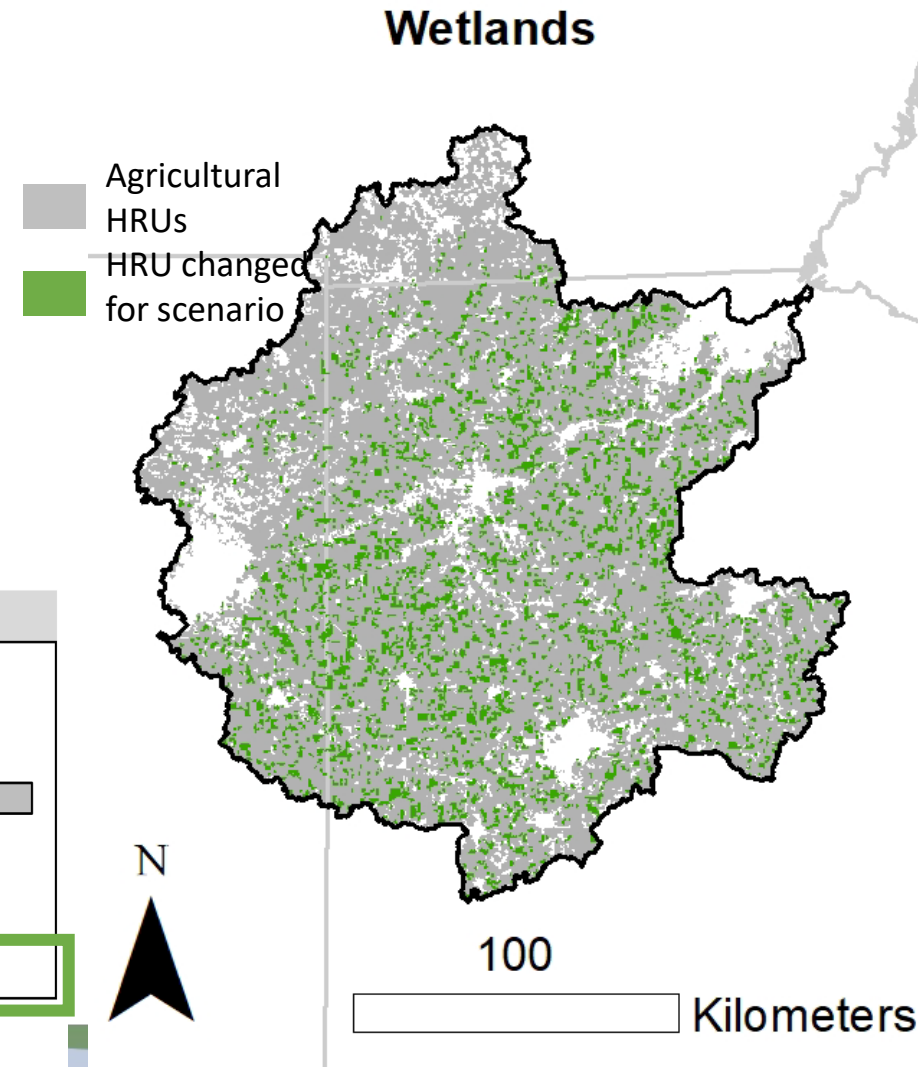 Wetlands
Agricultural
HRUs
HRU changed
for scenario
N
100
Kilometers